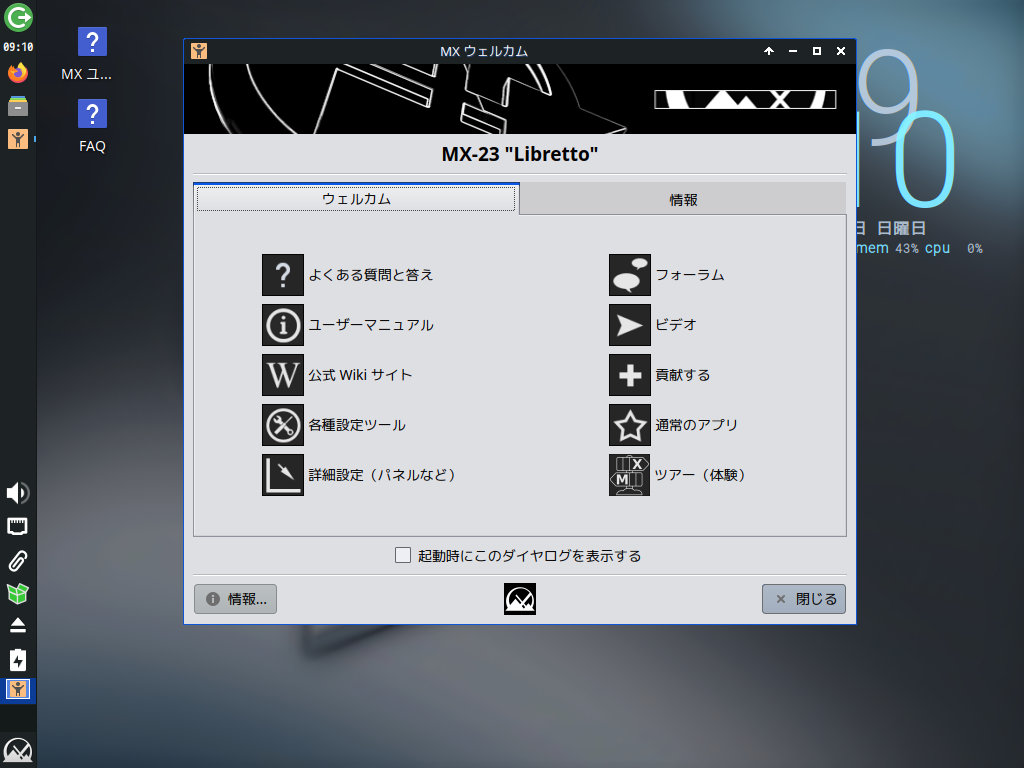 09:10
MX ユ...
FAQ
MX ウェルカム
MX
MX-23 "Libretto"
ウェルカム
情報
よくある質問と答え
フォーラム
ユーザーマニュアル
ビデオ
公式 Wiki サイト
貢献する
各種設定ツール
通常のアプリ
詳細設定（パネルなど）
ツアー（体験）
起動時にこのダイヤログを表示する
情報...
閉じる
9
10
日 日曜日
mem 43% cpu 0%